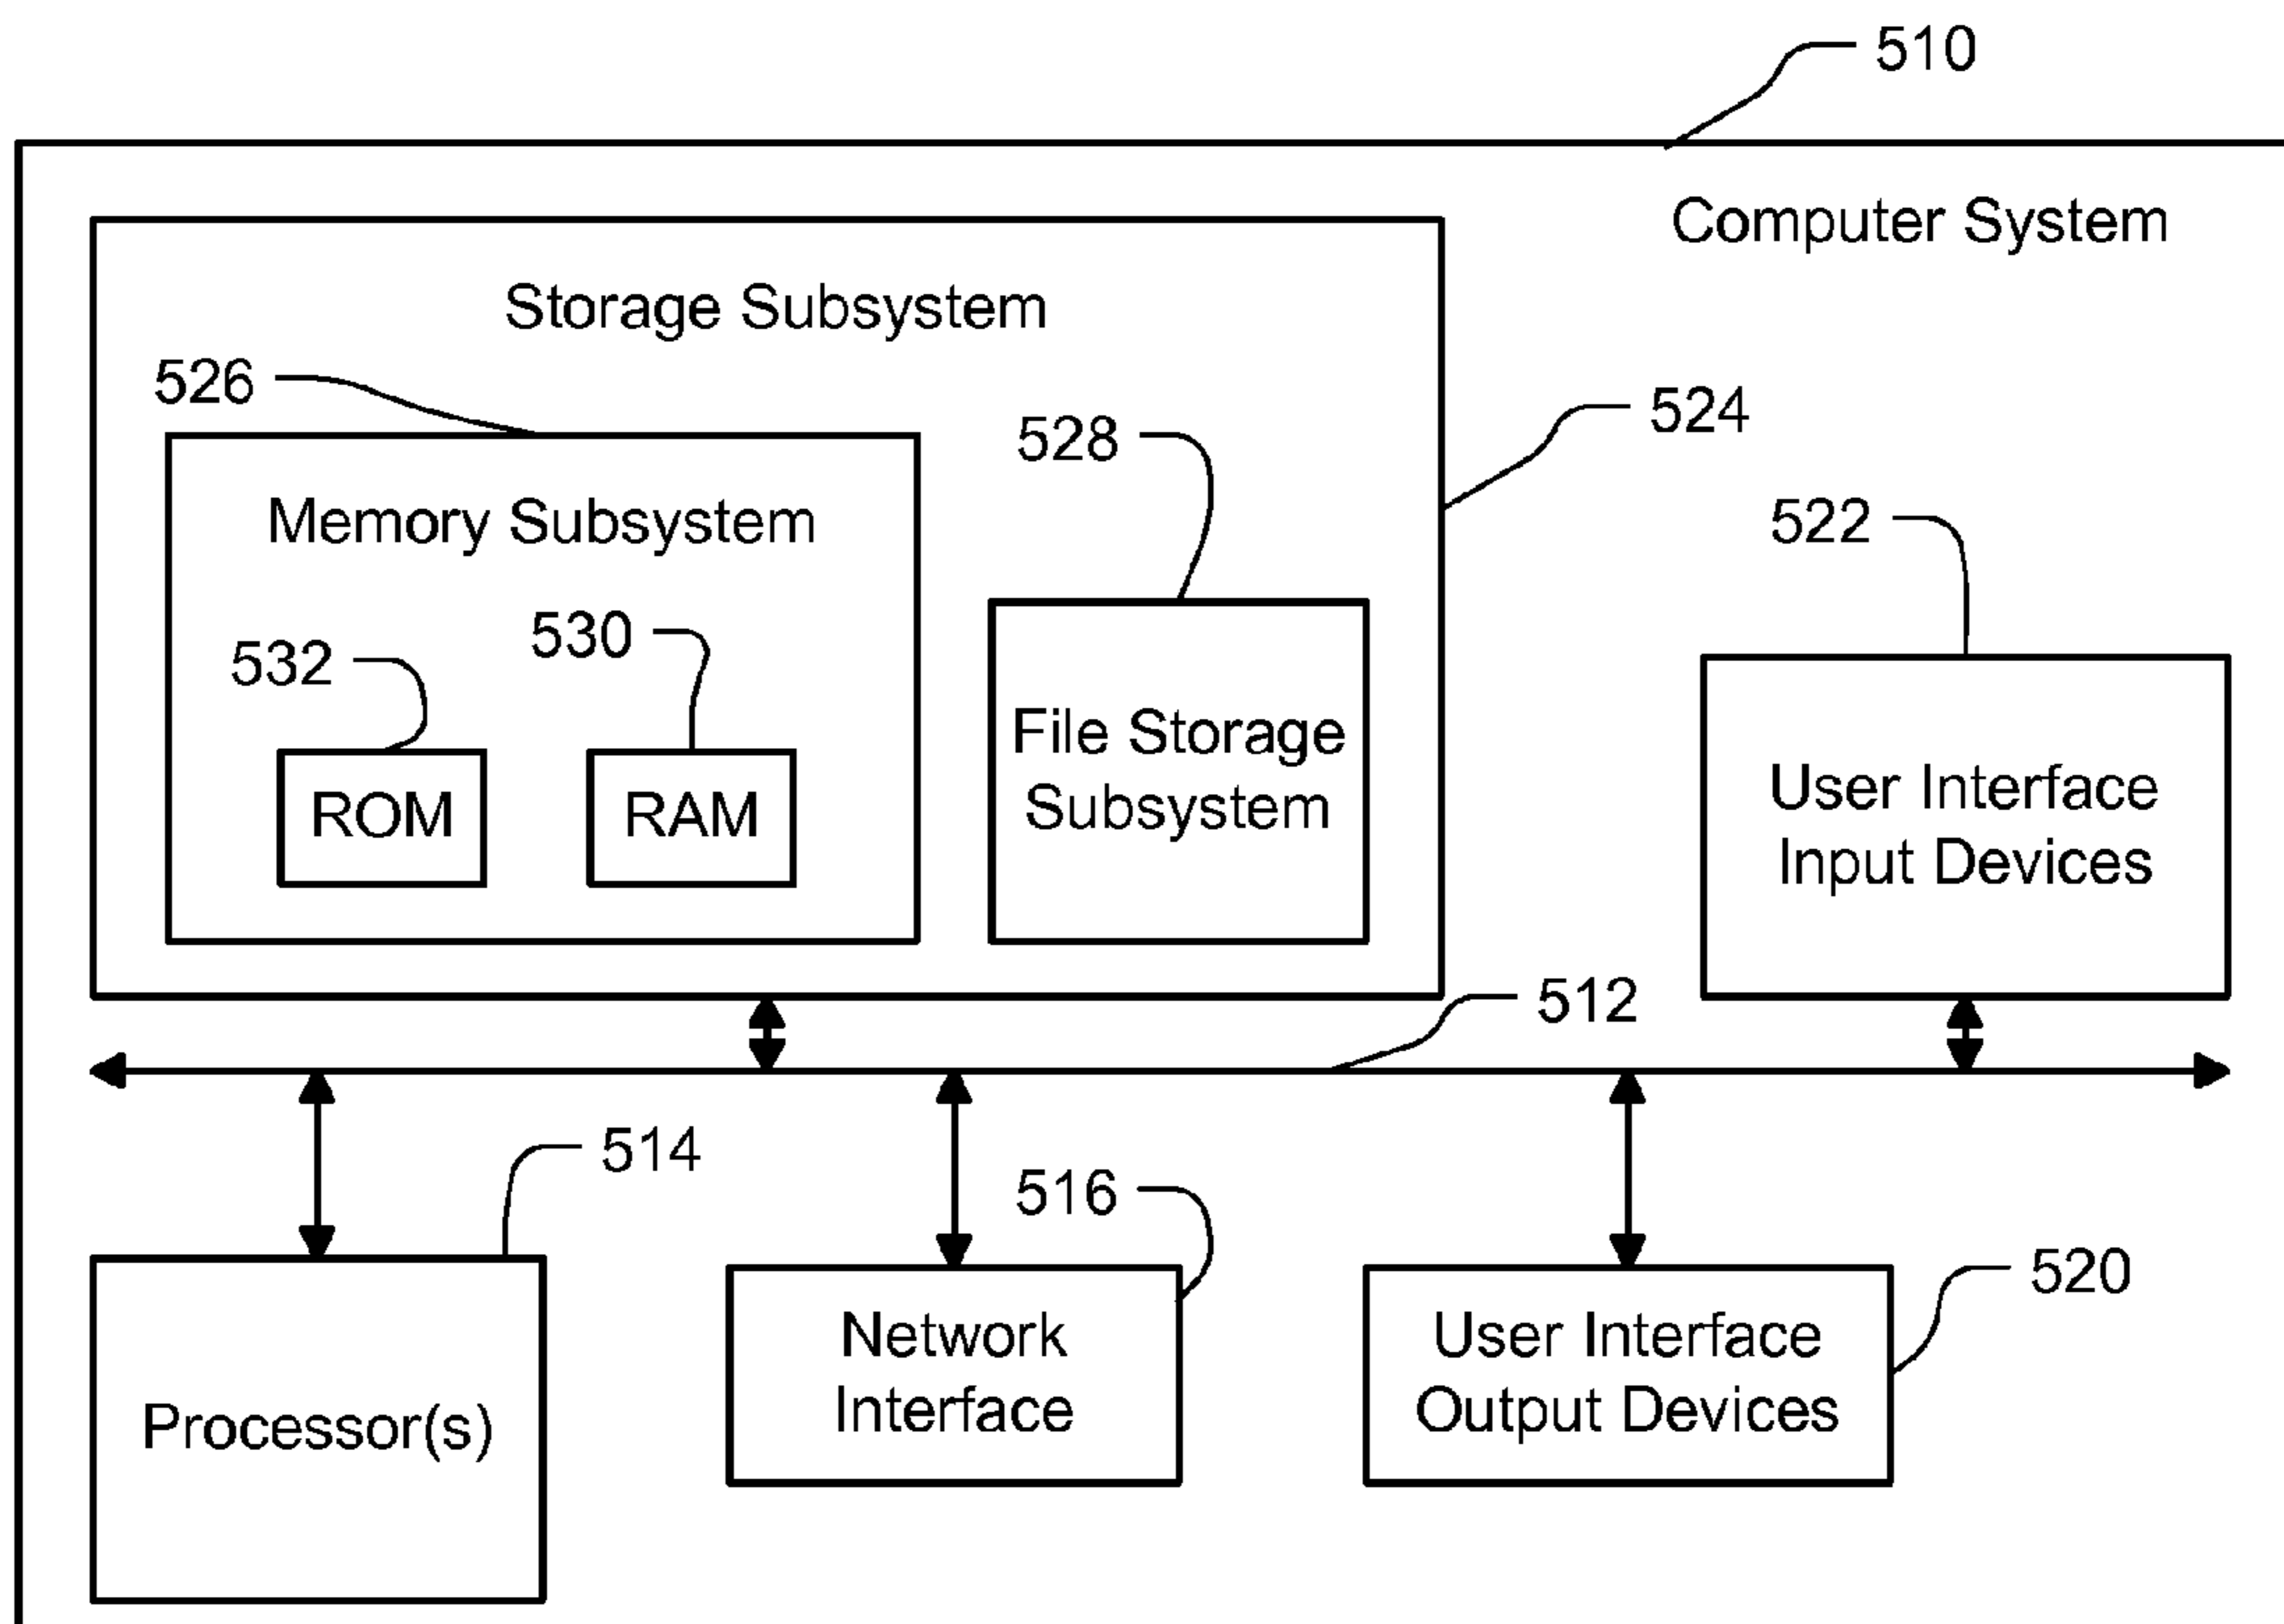 510
Computer System
Storage Subsystem
526
528
524
Memory Subsystem
522
532
530
File Storage
Subsystem
ROM
RAM
User Interface
Input Devices
512
514
516
520
Processor(s)
Network
Interface
User Interface
Output Devices